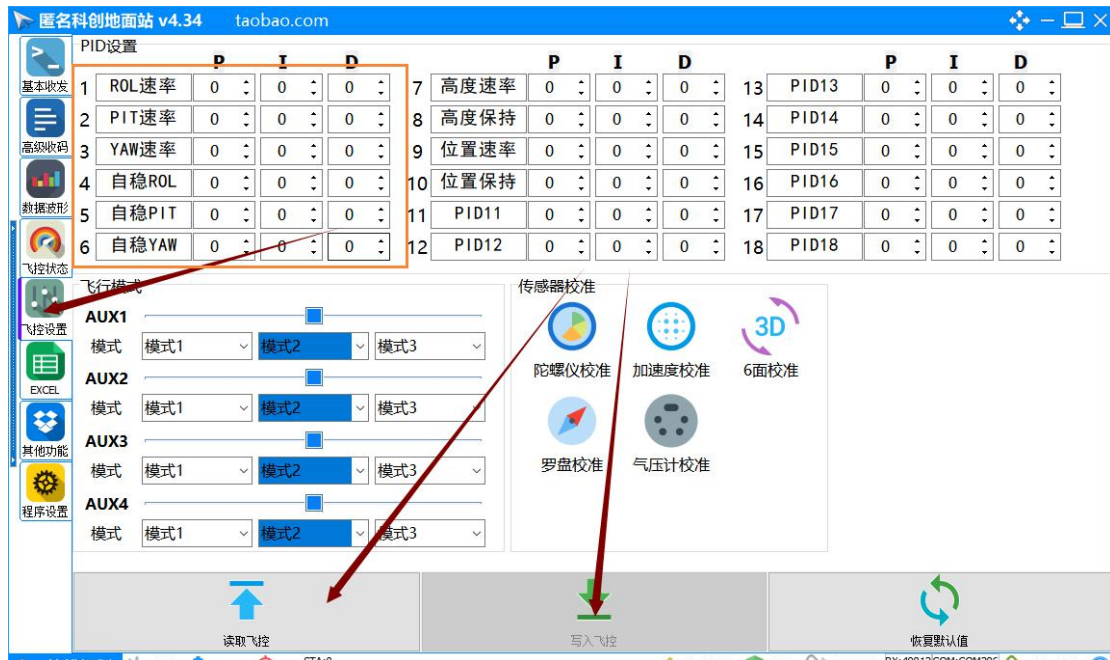 匿名科创地面站 v4.34 taobao.com
PID设置
P I D P I D P I D
基本收发
1 ROL速率 0 0 0 7 高度速率 0 0 0 13 PID13 0 0 0
2 PIT速率 0 0 0 8 高度保持 0 0 0 14 PID14 0 0 0
高级收码
3 YAW速率 0 0 0 9 位置速率 0 0 0 15 PID15 0 0 0
4 自稳ROL 0 0 0 10 位置保持 0 0 0 16 PID16 0 0 0
数据波形
5 自稳PIT 0 0 0 11 PID11 0 0 0 17 PID17 0 0 0
6 自稳YAW 0 0 0 12 PID12 0 0 0 18 PID18 0 0 0
飞控状态
飞行模式 传感器校准
AUX1
飞控设置
模式 模式1 模式2 模式3
3D
陀螺仪校准 加速度校准 6面校准
AUX2
EXCEL
模式 模式1 模式2 模式3
AUX3
其他功能
模式 模式1 模式2 模式3
罗盘校准 气压计校准
AUX4
程序设置
模式 模式1 模式2 模式3
读取飞控 写入飞控 恢复默认值